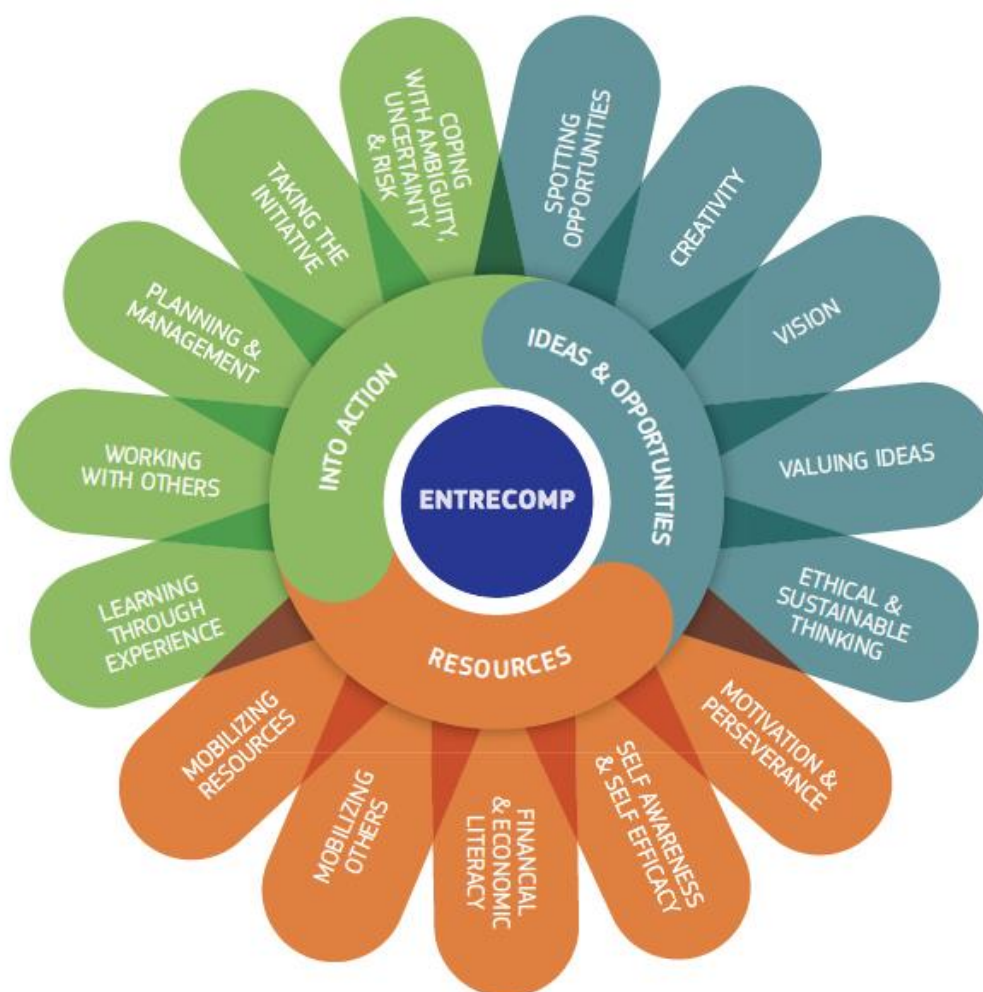 ENTRECOMP
IDEAS & OPPORTUNITIES
SPOTTING
OPPORTUNITIES
CREATIVITY
VISION
VALUING IDEAS
ETHICAL &
SUSTAINABLE
THINKING
RESOURCES
MOTIVATION &
PERSEVERANCE
SELF AWARENESS
& SELF EFFICACY
FINANCIAL
& ECONOMIC
LITERACY
MOBILIZING
OTHERS
MOBILIZING
RESOURCES
INTO ACTION
LEARNING
THROUGH
EXPERIENCE
WORKING
WITH OTHERS
PLANNING &
MANAGEMENT
TAKING THE
INITIATIVE
COPING
WITH AMBIGUITY,
UNCERTAINTY
& RISK